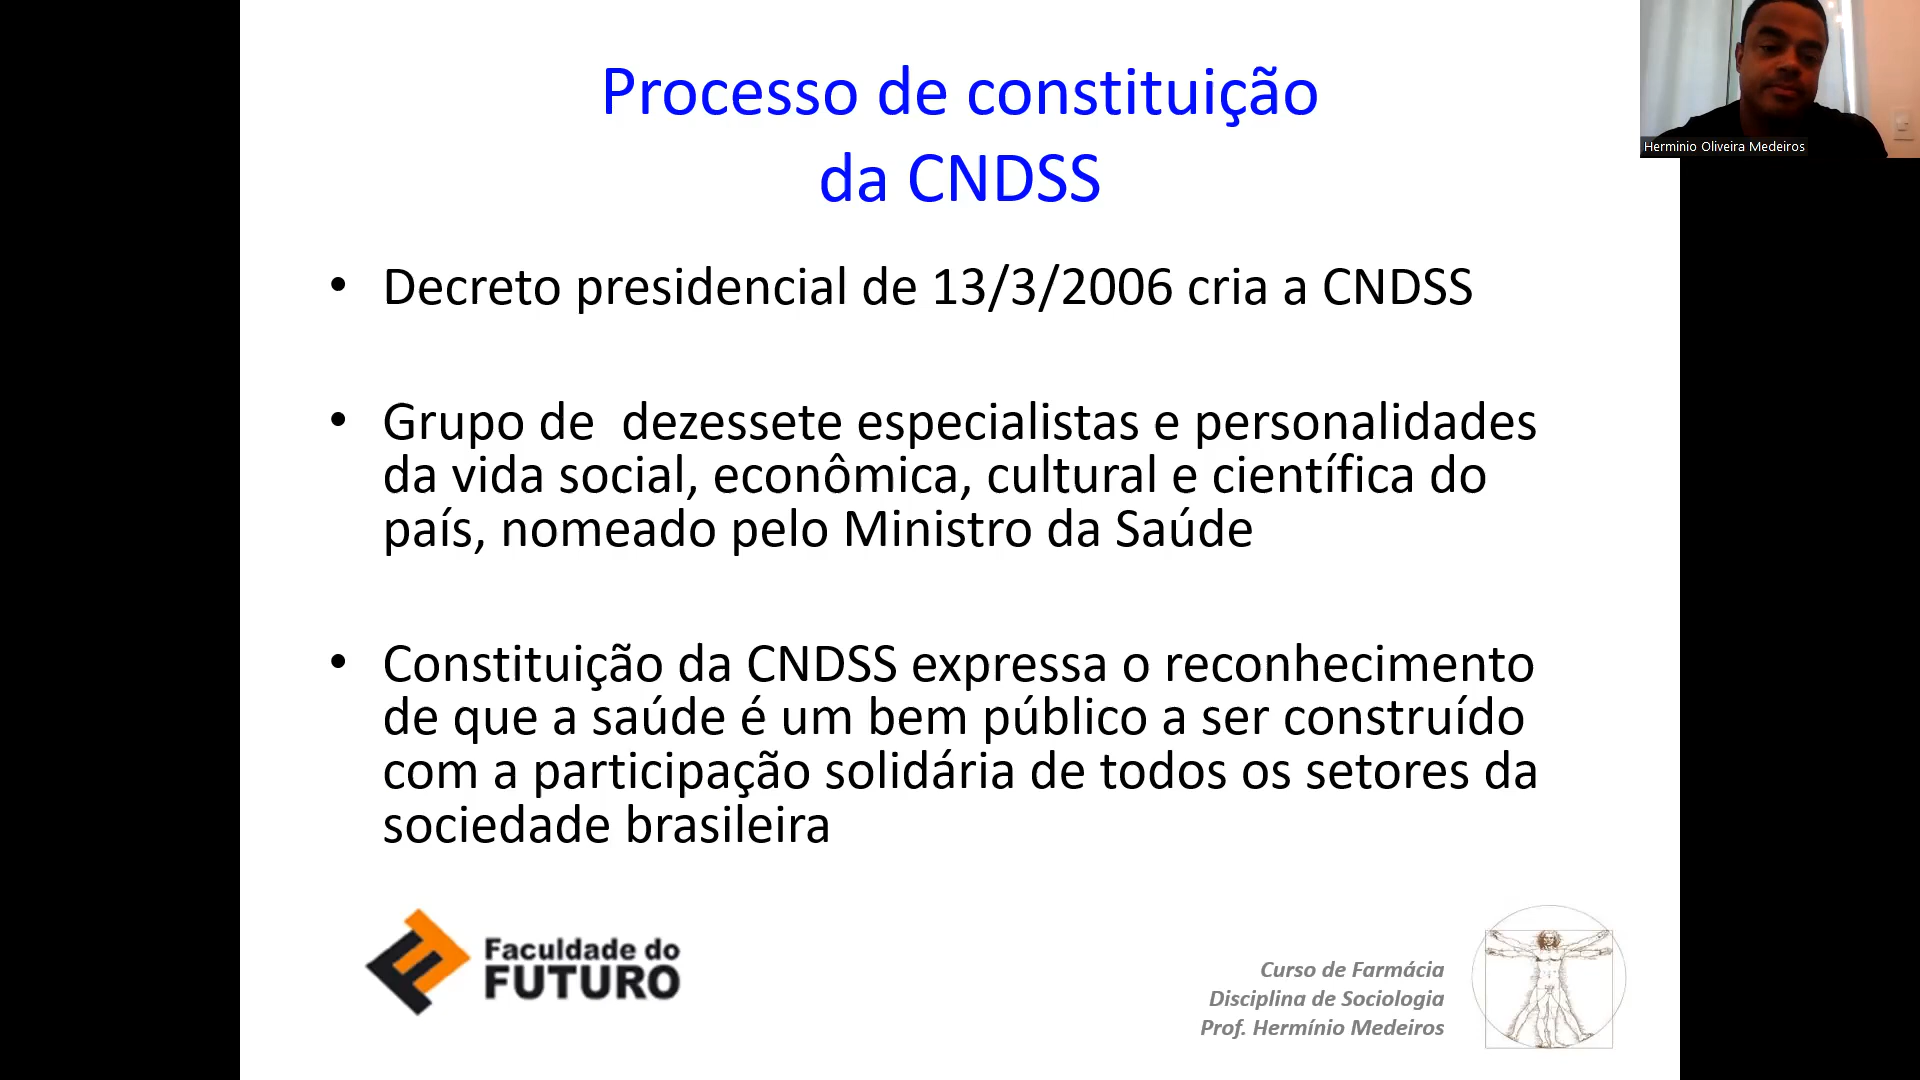 Processo de constituição
da CNDSS
• Decreto presidencial de 13/3/2006 cria a CNDSS
• Grupo de  dezessete especialistas e personalidades
da vida social, econômica, cultural e científica do
país, nomeado pelo Ministro da Saúde
• Constituição da CNDSS expressa o reconhecimento
de que a saúde é um bem público a ser construído
com a participação solidária de todos os setores da
sociedade brasileira
Faculdade do
FUTURO
Curso de Farmácia
Disciplina de Sociologia
Prof. Hermínio Medeiros
Herminio Oliveira Medeiros